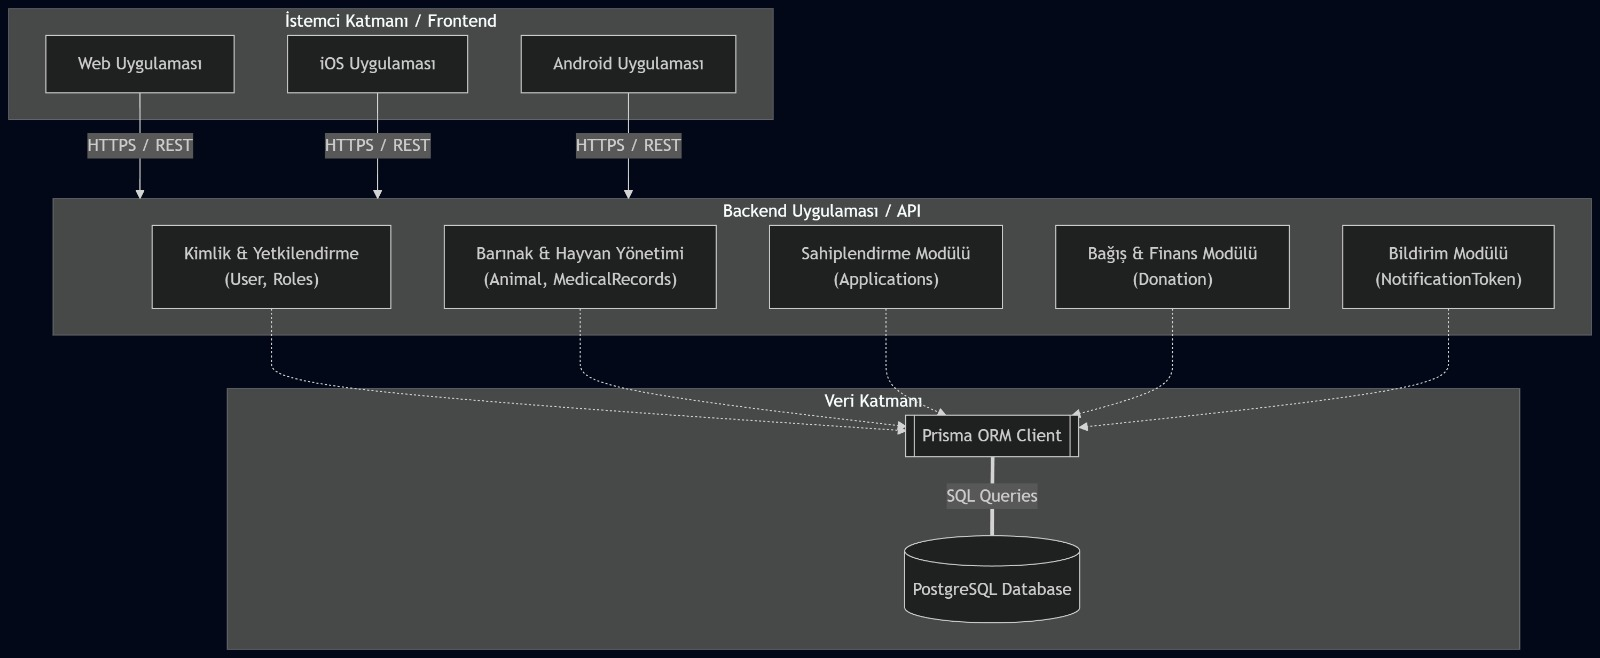 İstemci Katmanı / Frontend
Web Uygulaması
iOS Uygulaması
Android Uygulaması
HTTPS / REST
HTTPS / REST
HTTPS / REST
Backend Uygulaması / API
Kimlik & Yetkilendirme
(User, Roles)
Barınak & Hayvan Yönetimi
(Animal, MedicalRecords)
Sahiplendirme Modülü
(Applications)
Bağış & Finans Modülü
(Donation)
Bildirim Modülü
(NotificationToken)
Veri Katmanı
Prisma ORM Client
SQL Queries
PostgreSQL Database